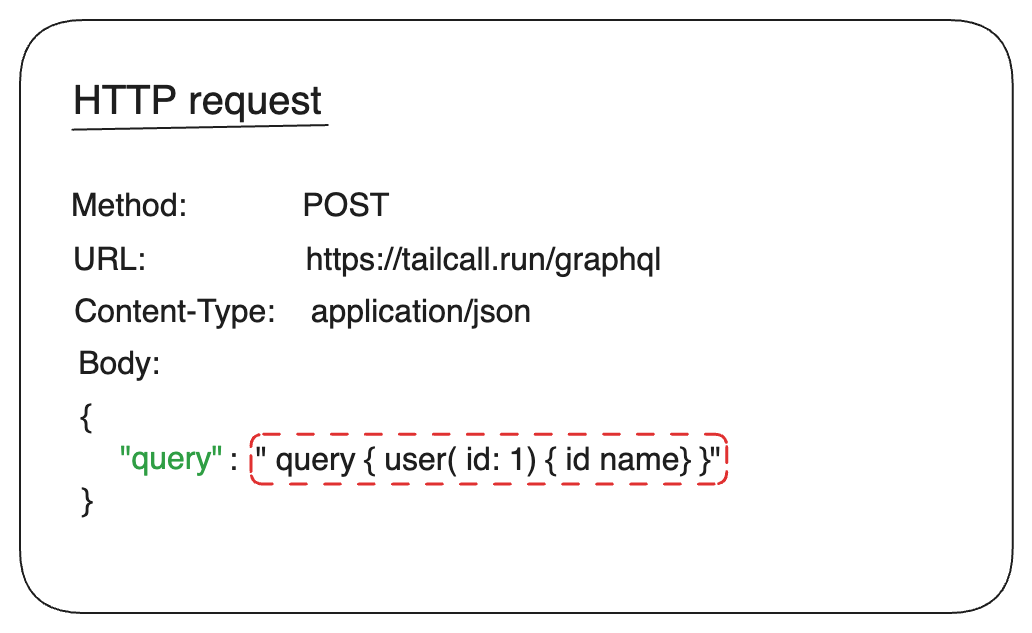 HTTP request
Method: POST
URL: https://tailcall.run/graphql
Content-Type: application/json
Body:
{
"query" : " query { user( id: 1) { id name} }"
}